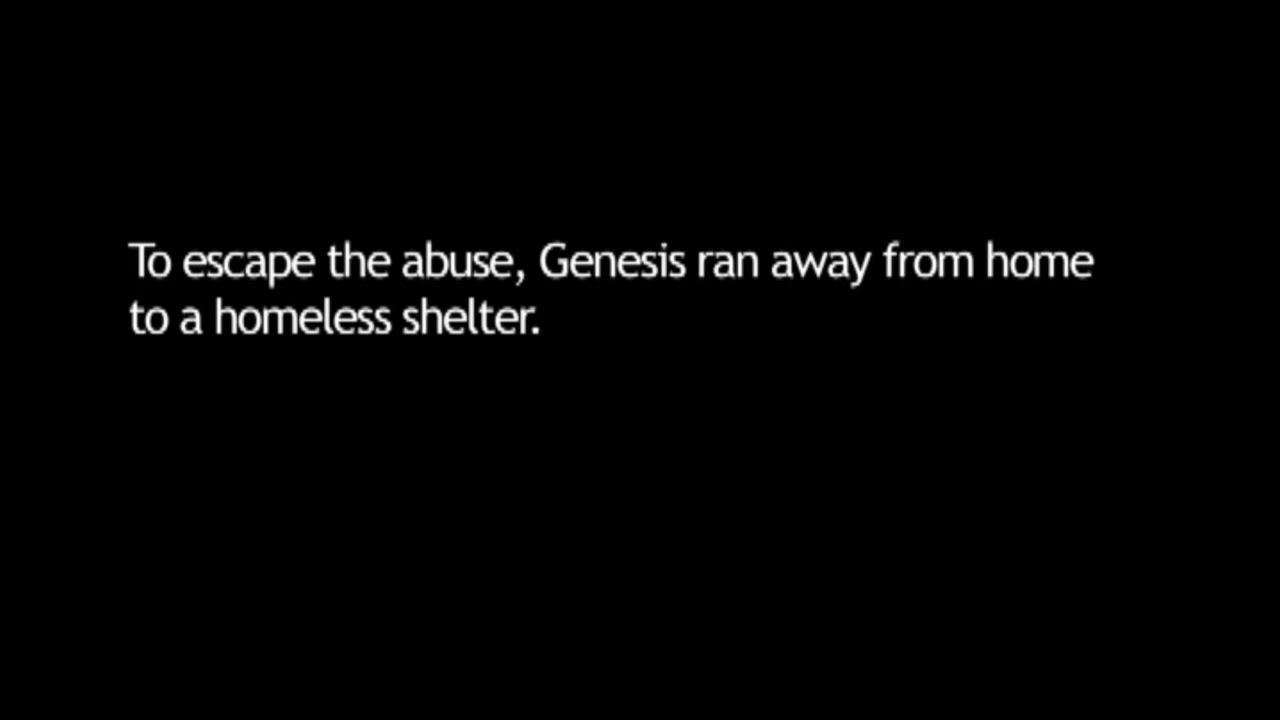 To escape the abuse, Genesis ran away from home
to a homeless shelter.